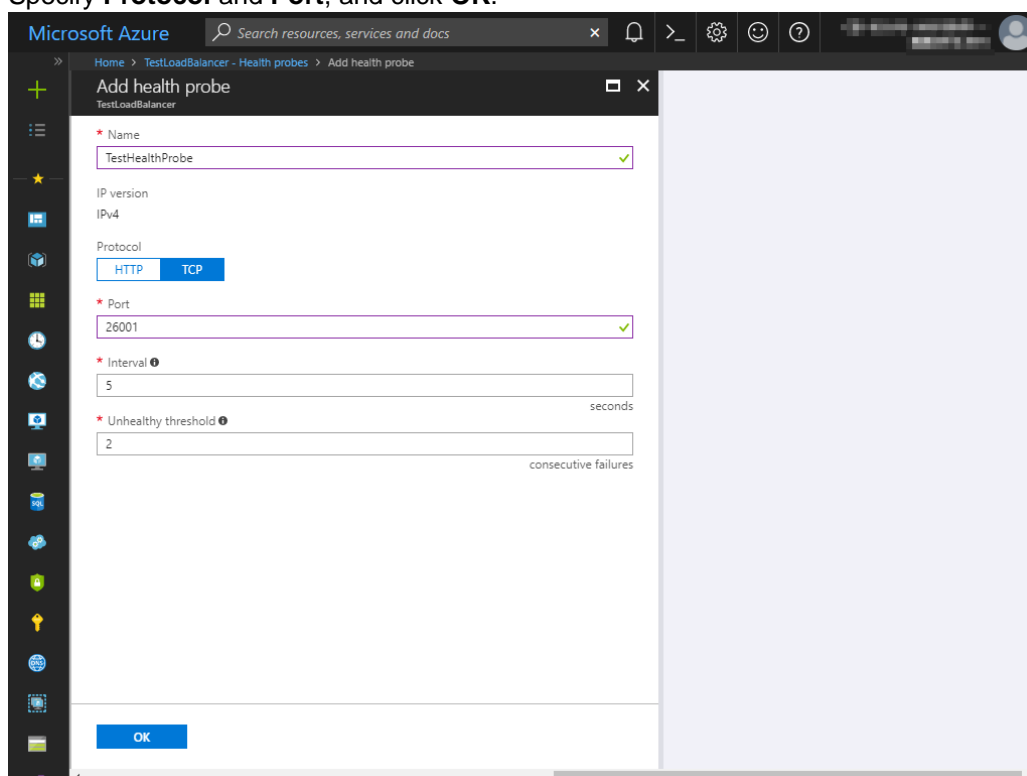 Specify Protocol and Port, and click OK.
Microsoft Azure
Search resources, services and docs
Home > TestLoadBalancer - Health probes > Add health probe
Add health probe
TestLoadBalancer
* Name
TestHealthProbe
IP version
IPv4
Protocol
HTTP TCP
* Port
26001
* Interval
5
seconds
* Unhealthy threshold
2
consecutive failures
SQL
DNS
OK